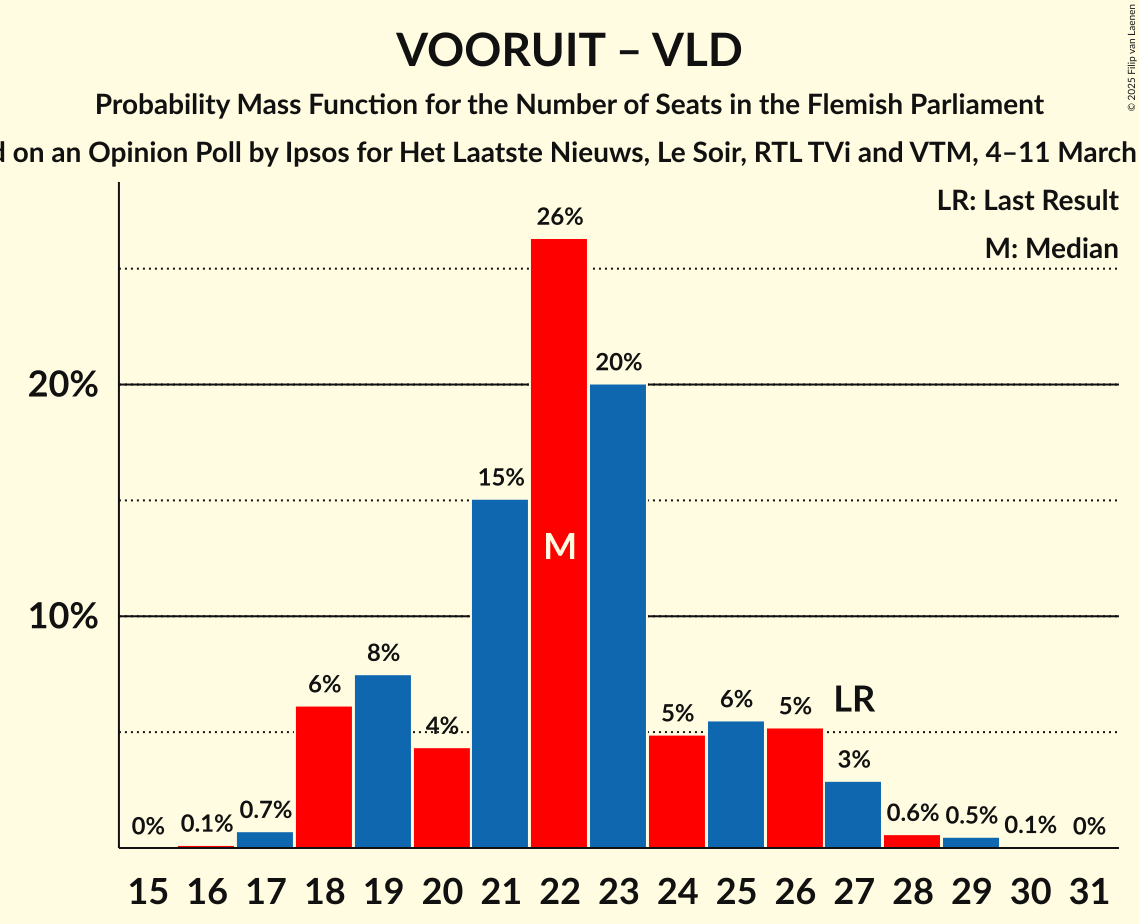 VOORUIT – VLD
Probability Mass Function for the Number of Seats in the Flemish Parliament
on an Opinion Poll by Ipsos for Het Laatste Nieuws, Le Soir, RTL TVi and VTM, 4–11 March
© 2025 Filip van Laenen
LR: Last Result
M: Median
20%
10%
0% 0.1% 0.7% 6% 8% 4% 15% 26% 20% 5% 6% 5% 3% 0.6% 0.5% 0.1% 0%
M
LR
15 16 17 18 19 20 21 22 23 24 25 26 27 28 29 30 31